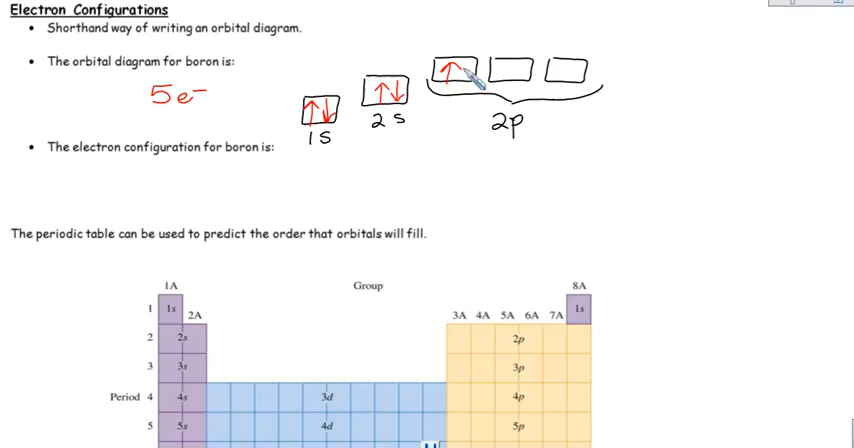 Electron Configurations
• Shorthand way of writing an orbital diagram.
• The orbital diagram for boron is:
5e⁻
1s
2s
2p
• The electron configuration for boron is:
The periodic table can be used to predict the order that orbitals will fill.
1A Group 8A
1 1s 2A 3A 4A 5A 6A 7A 1s
2 2s 2p
3 3s 3p
Period 4 4s 3d 4p
5 5s 4d 5p